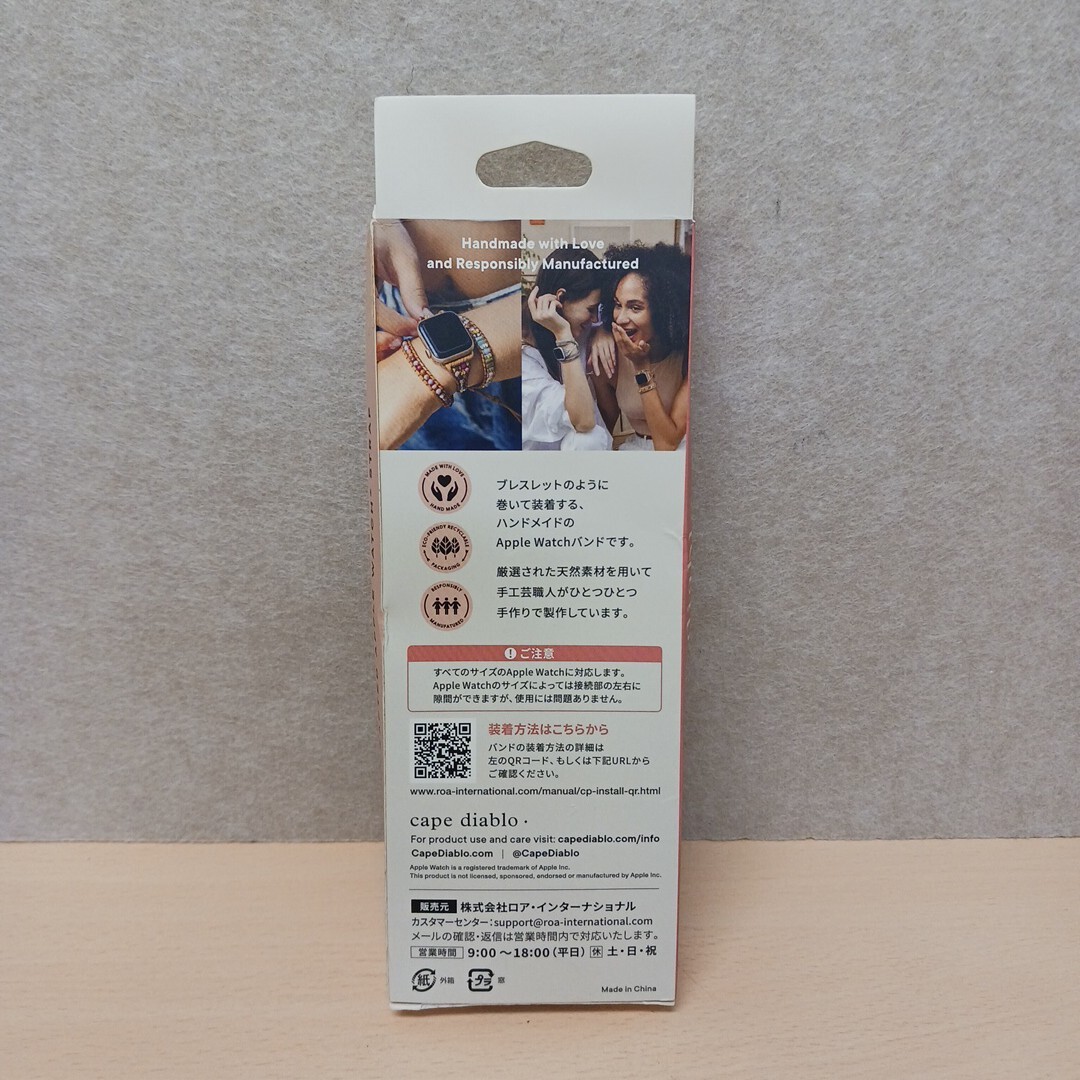 Handmade with Love
and Responsibly Manufactured
MADE WITH LOVE
HAND MADE
ブレスレットのように
巻いて装着する、
ハンドメイドの
Apple Watchバンドです。
ECO-FRIENDY RECYCLABLE
PACKAGING
厳選された天然素材を用いて
手工芸職人がひとつひとつ
手作りで製作しています。
RESPONSIBLY
MANUFATURED
ご注意
すべてのサイズのApple Watchに対応します。
Apple Watchのサイズによっては接続部の左右に
隙間ができますが、使用には問題ありません。
装着方法はこちらから
バンドの装着方法の詳細は
左のQRコード、もしくは下記URLから
ご確認ください。
www.roa-international.com/manual/cp-install-qr.html
cape diablo·
For product use and care visit: capediablo.com/info
CapeDiablo.com | @CapeDiablo
Apple Watch is a registered trademark of Apple Inc.
This product is not licensed, sponsored, endorsed or manufactured by Apple Inc.
販売元 株式会社ロア・インターナショナル
カスタマーセンター：support@roa-international.com
メールの確認・返信は営業時間内で対応いたします。
営業時間 9:00〜18:00（平日） 休 土・日・祝
紙 外箱 プラ 窓
Made in China